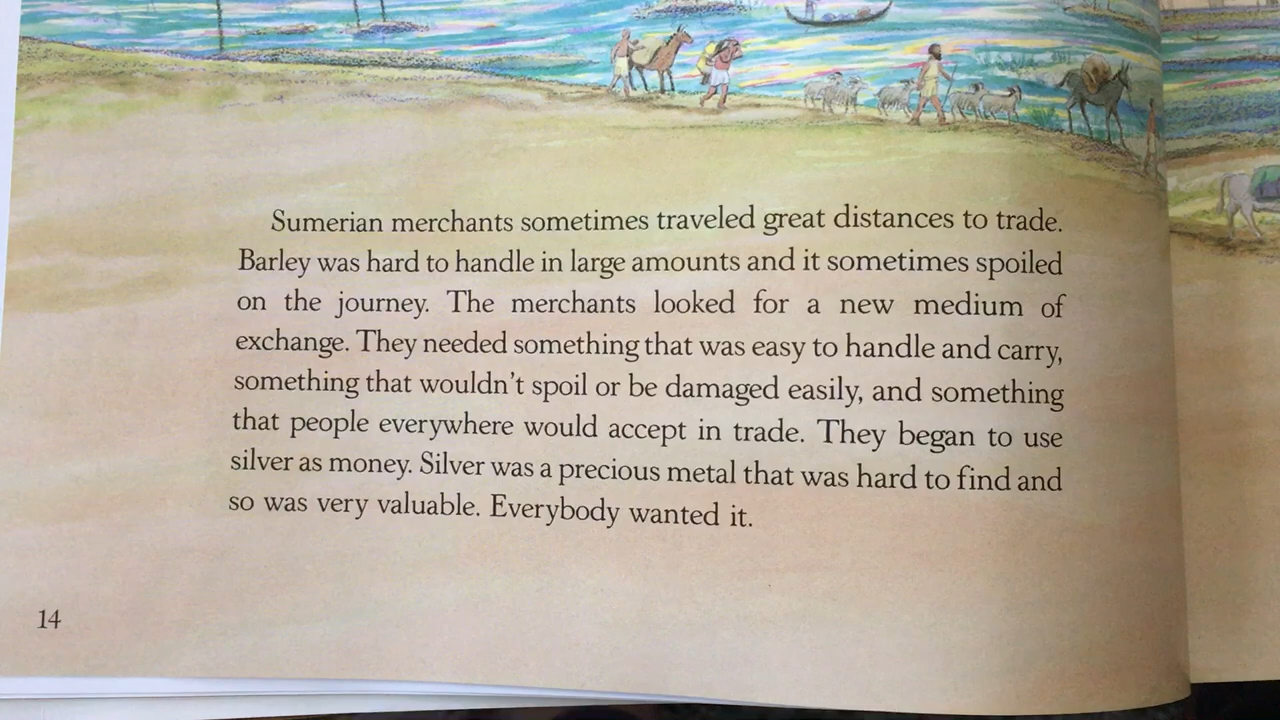 Sumerian merchants sometimes traveled great distances to trade.
Barley was hard to handle in large amounts and it sometimes spoiled
on the journey. The merchants looked for a new medium of
exchange. They needed something that was easy to handle and carry,
something that wouldn't spoil or be damaged easily, and something
that people everywhere would accept in trade. They began to use
silver as money. Silver was a precious metal that was hard to find and
so was very valuable. Everybody wanted it.
14